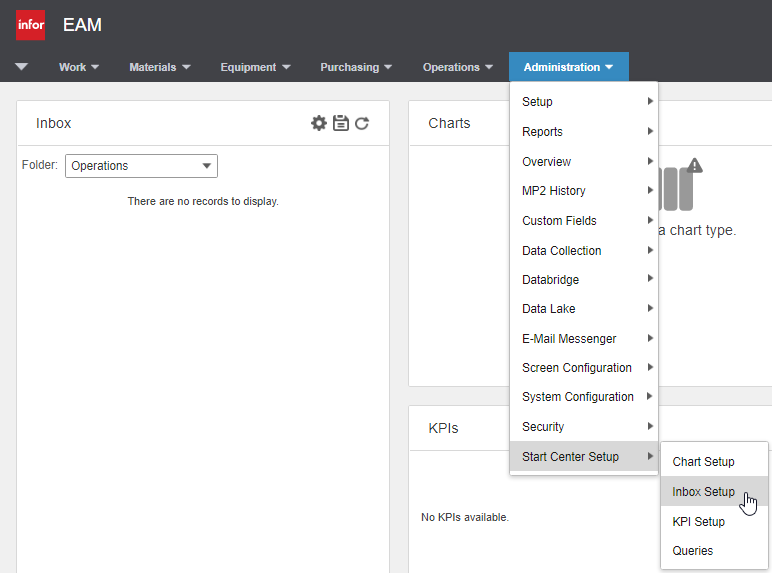 infor
EAM
Work
Materials
Equipment
Purchasing
Operations
Administration
Inbox
Folder: Operations
There are no records to display.
Charts
a chart type.
KPIs
No KPIs available.
Setup
Reports
Overview
MP2 History
Custom Fields
Data Collection
Databridge
Data Lake
E-Mail Messenger
Screen Configuration
System Configuration
Security
Start Center Setup
Chart Setup
Inbox Setup
KPI Setup
Queries